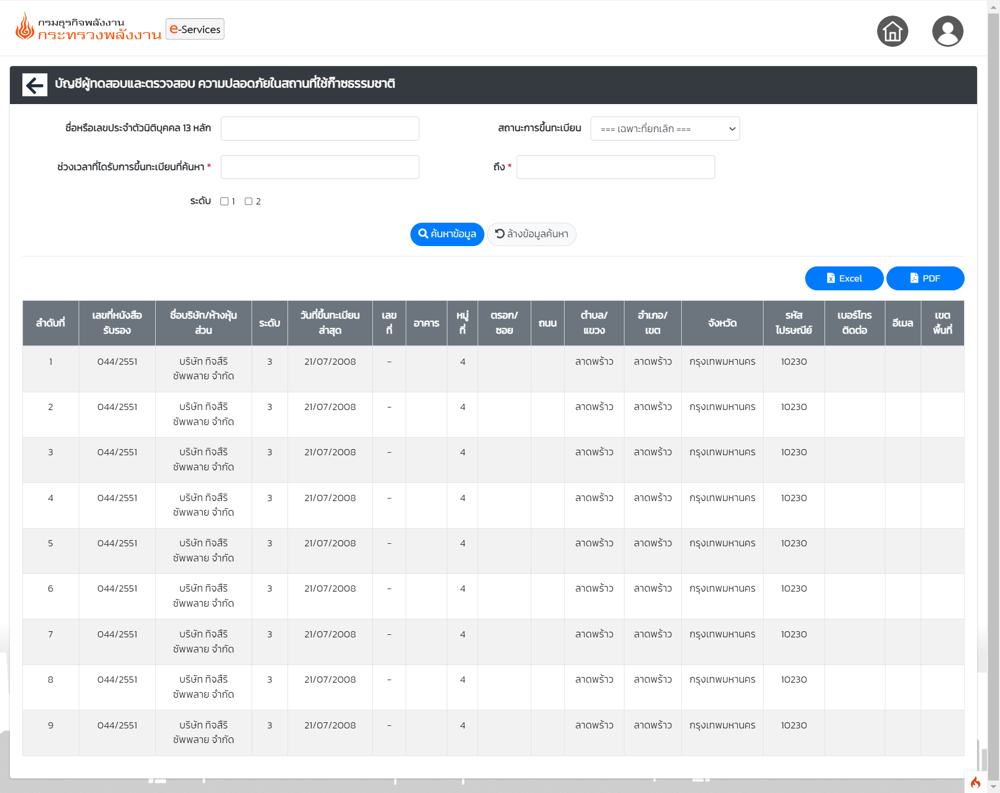 กรมธุรกิจพลังงาน
กระทรวงพลังงาน
e-Services
บัญชีผู้ทดสอบและตรวจสอบ ความปลอดภัยในสถานที่ใช้ก๊าซธรรมชาติ
ชื่อหรือเลขประจำตัวนิติบุคคล 13 หลัก
สถานะการขึ้นทะเบียน === เฉพาะที่ยกเลิก ===
ช่วงเวลาที่ได้รับการขึ้นทะเบียนที่ค้นหา *
ถึง *
ระดับ 1 2
ค้นหาข้อมูล ล้างข้อมูลค้นหา
Excel PDF
ลำดับที่ เลขที่หนังสือรับรอง ชื่อบริษัท/ห้างหุ้นส่วน ระดับ วันที่ขึ้นทะเบียนล่าสุด เลขที่ อาคาร หมู่ที่ ตรอก/ซอย ถนน ตำบล/แขวง อำเภอ/เขต จังหวัด รหัสไปรษณีย์ เบอร์โทรติดต่อ อีเมล เขตพื้นที่
1 044/2551 บริษัท กิจสิริ ซัพพลาย จำกัด 3 21/07/2008 - 4 ลาดพร้าว ลาดพร้าว กรุงเทพมหานคร 10230
2 044/2551 บริษัท กิจสิริ ซัพพลาย จำกัด 3 21/07/2008 - 4 ลาดพร้าว ลาดพร้าว กรุงเทพมหานคร 10230
3 044/2551 บริษัท กิจสิริ ซัพพลาย จำกัด 3 21/07/2008 - 4 ลาดพร้าว ลาดพร้าว กรุงเทพมหานคร 10230
4 044/2551 บริษัท กิจสิริ ซัพพลาย จำกัด 3 21/07/2008 - 4 ลาดพร้าว ลาดพร้าว กรุงเทพมหานคร 10230
5 044/2551 บริษัท กิจสิริ ซัพพลาย จำกัด 3 21/07/2008 - 4 ลาดพร้าว ลาดพร้าว กรุงเทพมหานคร 10230
6 044/2551 บริษัท กิจสิริ ซัพพลาย จำกัด 3 21/07/2008 - 4 ลาดพร้าว ลาดพร้าว กรุงเทพมหานคร 10230
7 044/2551 บริษัท กิจสิริ ซัพพลาย จำกัด 3 21/07/2008 - 4 ลาดพร้าว ลาดพร้าว กรุงเทพมหานคร 10230
8 044/2551 บริษัท กิจสิริ ซัพพลาย จำกัด 3 21/07/2008 - 4 ลาดพร้าว ลาดพร้าว กรุงเทพมหานคร 10230
9 044/2551 บริษัท กิจสิริ ซัพพลาย จำกัด 3 21/07/2008 - 4 ลาดพร้าว ลาดพร้าว กรุงเทพมหานคร 10230